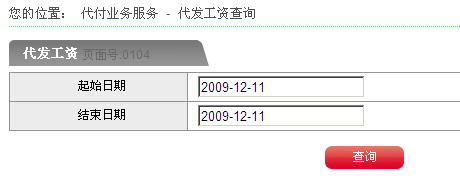 您的位置： 代付业务服务 - 代发工资查询
代发工资 页面号:0104
起始日期 2009-12-11
结束日期 2009-12-11
查询